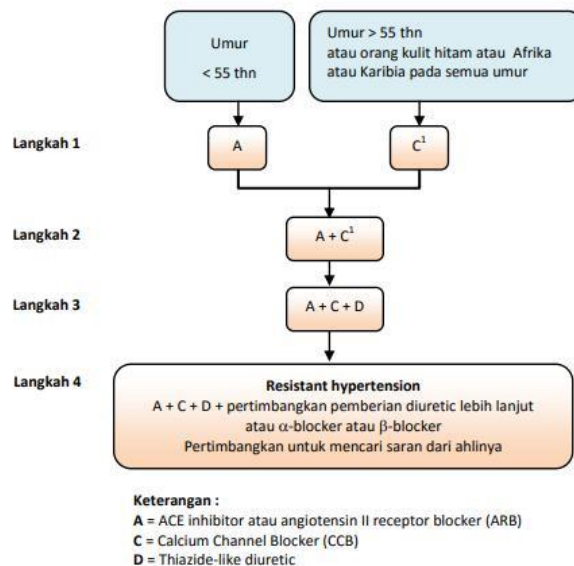 Umur
< 55 thn
Umur > 55 thn
atau orang kulit hitam atau Afrika
atau Karibia pada semua umur
Langkah 1
A
C¹
Langkah 2
A + C¹
Langkah 3
A + C + D
Langkah 4
Resistant hypertension
A + C + D + pertimbangkan pemberian diuretic lebih lanjut
atau α-blocker atau β-blocker
Pertimbangkan untuk mencari saran dari ahlinya
Keterangan :
A = ACE inhibitor atau angiotensin II receptor blocker (ARB)
C = Calcium Channel Blocker (CCB)
D = Thiazide-like diuretic